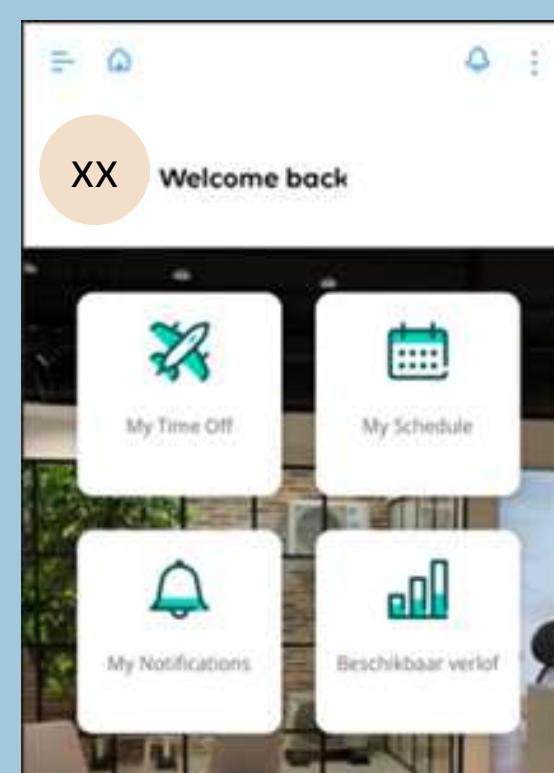 XX
Welcome back
My Time Off
My Schedule
My Notifications
Beschikbaar verlof